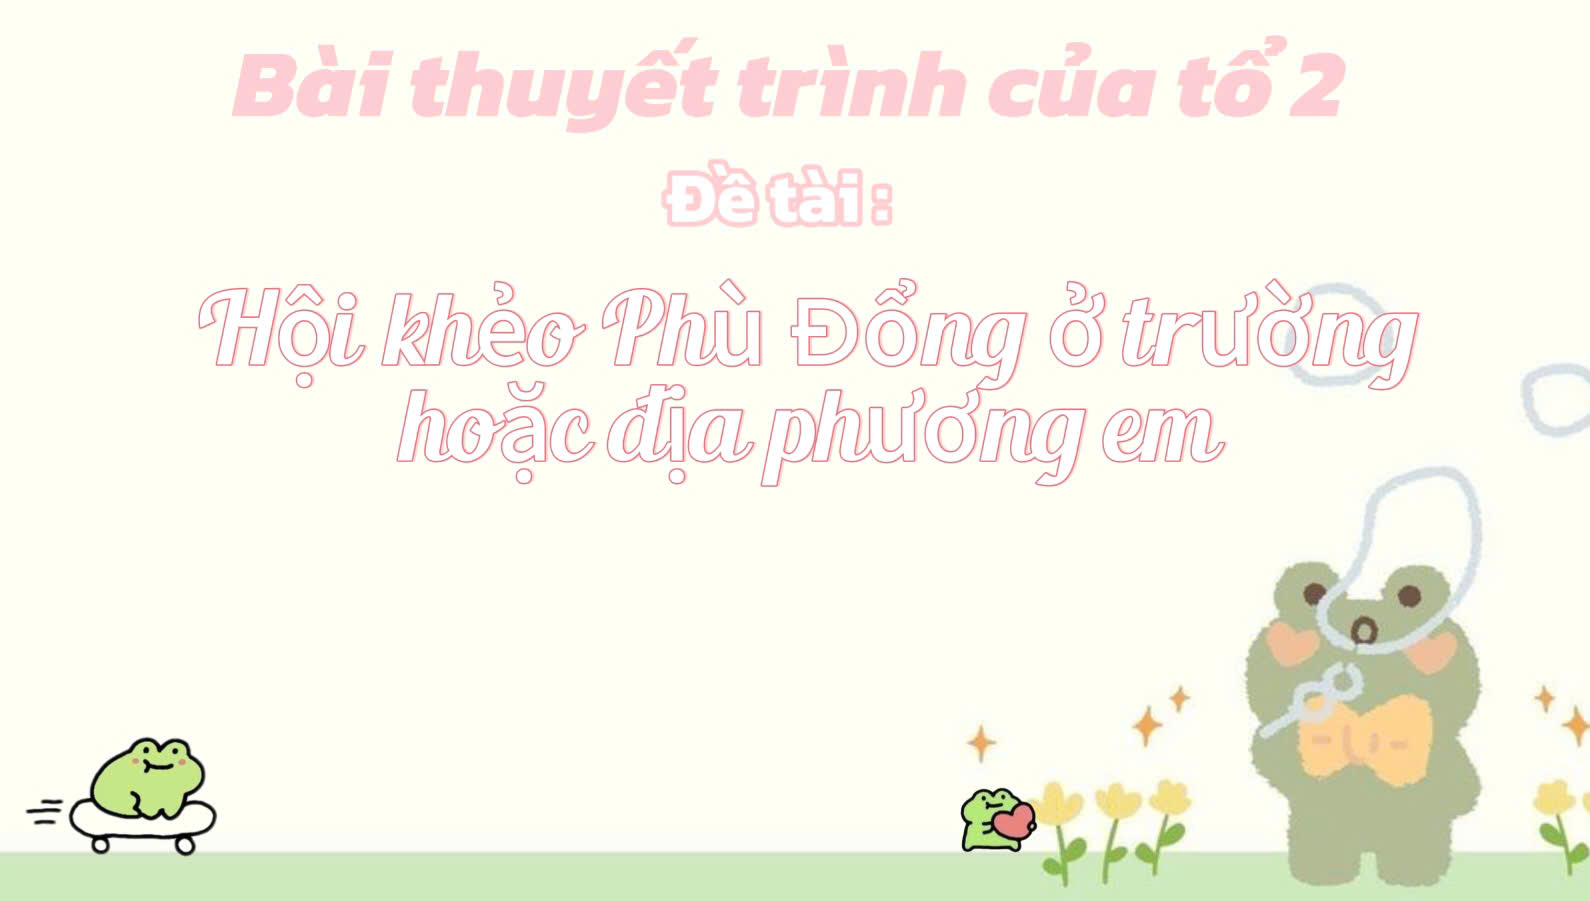 Bài thuyết trình của tổ 2
Đề tài :
Hội khẻo Phù Đổng ở trường
hoặc địa phương em